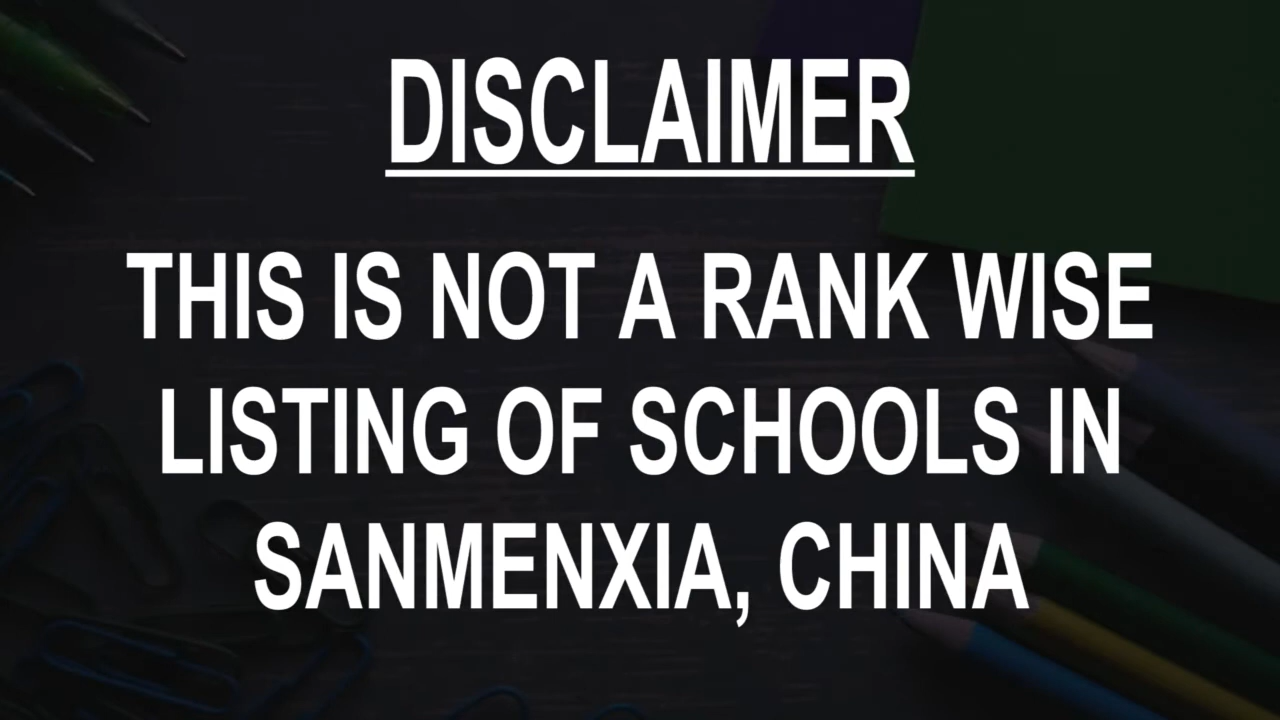 DISCLAIMER
THIS IS NOT A RANK WISE
LISTING OF SCHOOLS IN
SANMENXIA, CHINA